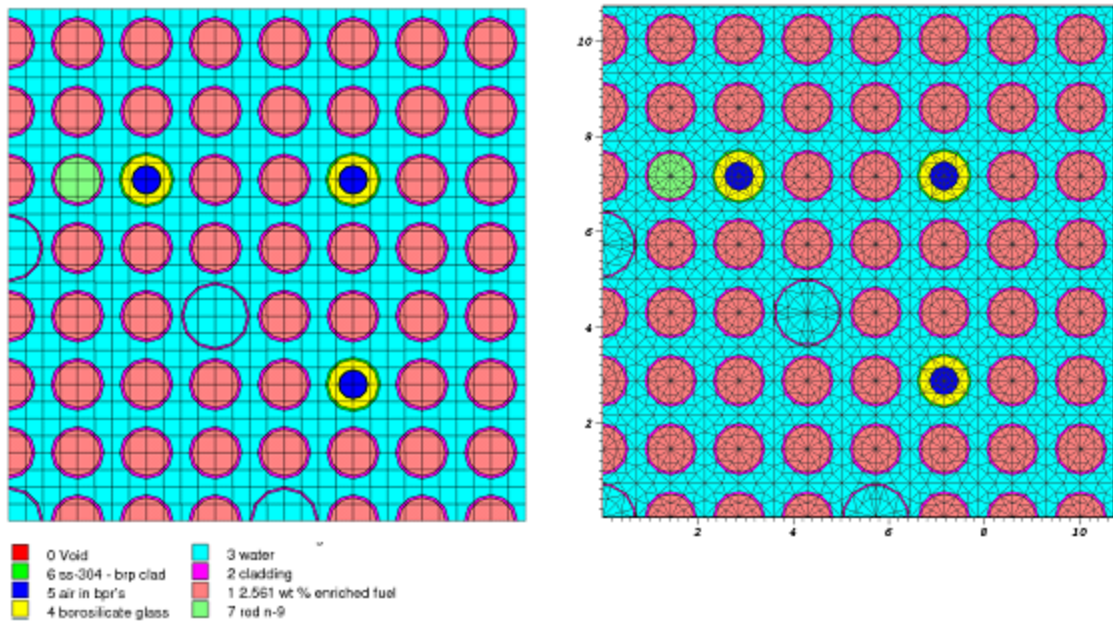 10
8
6
4
2
2 4 6 8 10
0 Void
6 ss-304 - brp clad
5 air in bpr's
4 borosilicate glass
3 water
2 cladding
1 2.561 wt % enriched fuel
7 rod n-9